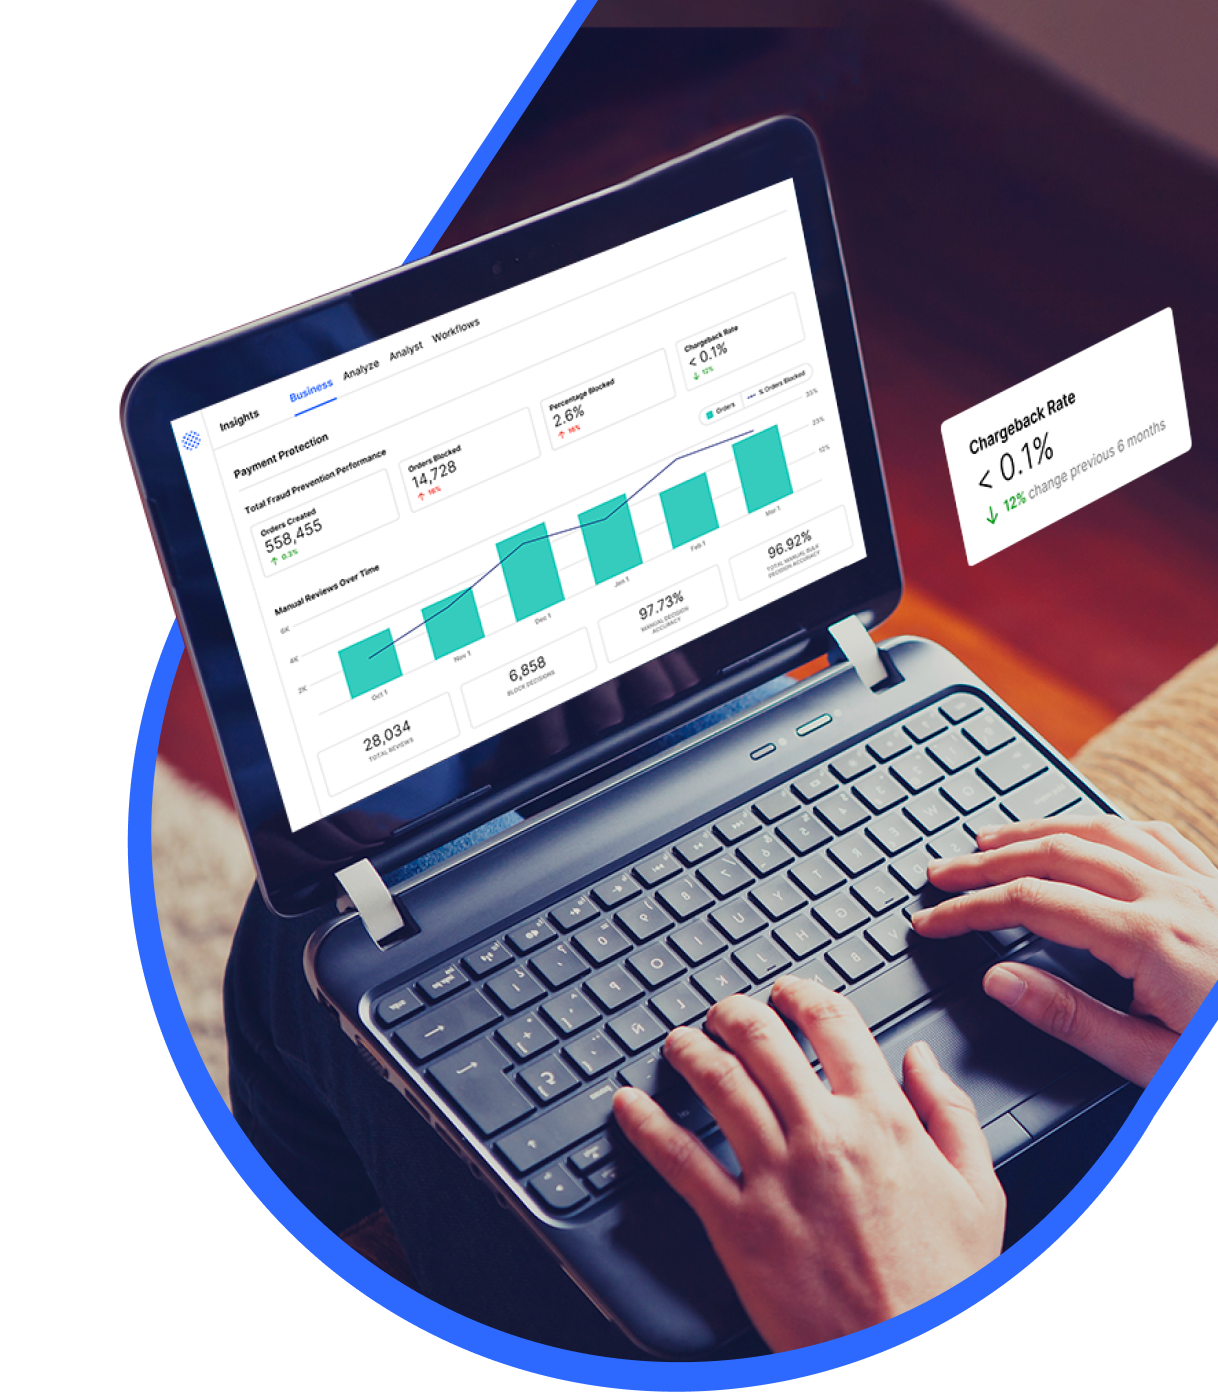 Insights
Business Analyze Analyst Workflows
Payment Protection
Total Fraud Prevention Performance
Orders Created
558,455
0.3%
Orders Blocked
14,728
16%
Percentage Blocked
2.6%
16%
Chargeback Rate
< 0.1%
12%
Manual Reviews Over Time
Orders
% Orders Blocked
6K
4K
2K
Oct 1
Nov 1
Dec 1
Jan 1
Feb 1
Mar 1
28,034
TOTAL REVIEWS
6,858
BLOCK DECISIONS
97.73%
MANUAL DECISION
ACCURACY
96.92%
TOTAL MANUAL BULK
DECISION ACCURACY
Chargeback Rate
< 0.1%
12% change previous 6 months